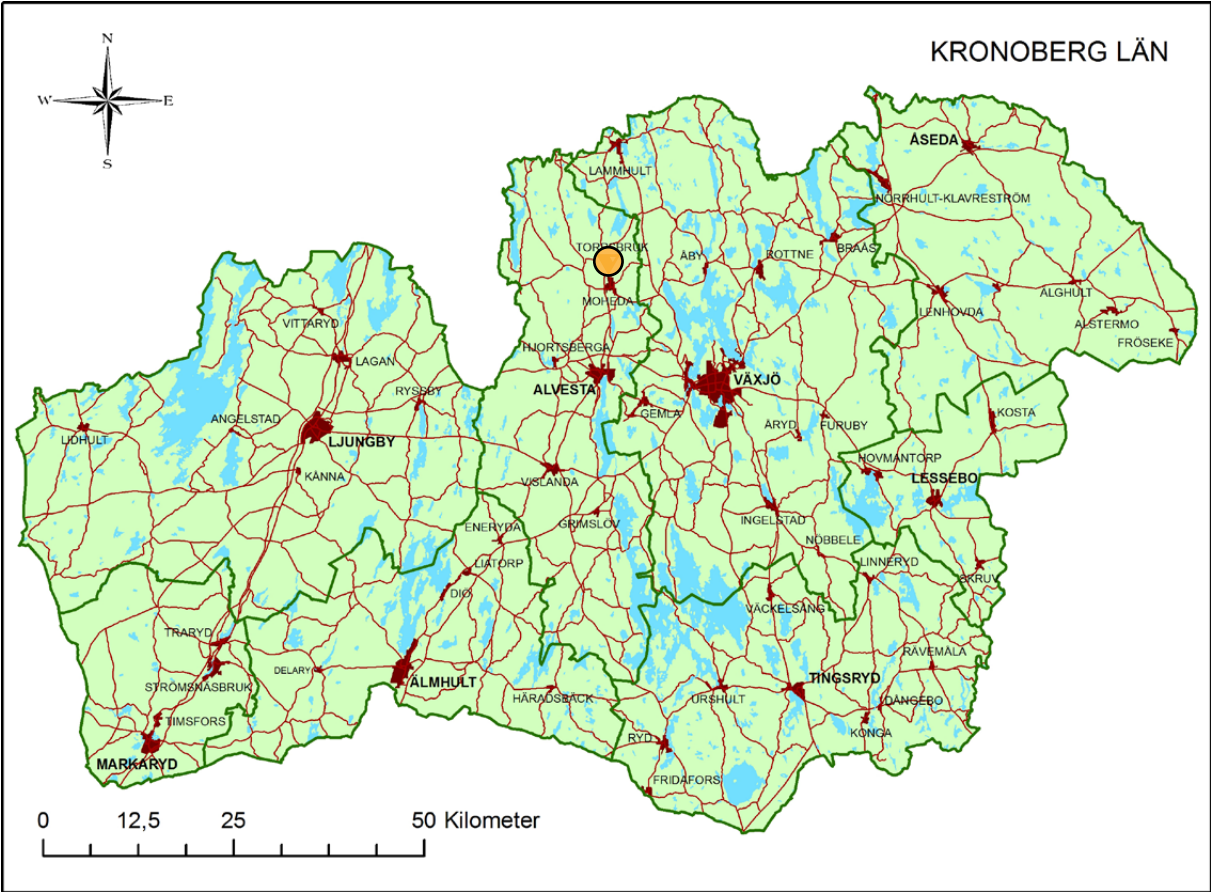 N
KRONOBERG LÄN
W
E
S
ÅSEDA
LAMMHULT
NORRHULT-KLAVRESTRÖM
TORPSBRUK
BRAÅS
ÅBY
ROTTNE
ÄLGHULT
MOHEDA
LENHOVDA
VITTARYD
ALSTERMO
FRÖSEKE
HJORTSBERGA
LAGAN
VÄXJÖ
ALVESTA
RYSSBY
GEMLA
KOSTA
ANGELSTAD
ÅRYD
FURUBY
LIDHULT
LJUNGBY
HOVMANTORP
KÅNNA
VISLANDA
LESSEBO
INGELSTAD
ENERYDA
GRIMSLÖV
NÖBBELE
LIATORP
LINNERYD
SKRUV
DIÖ
VÄCKELSÅNG
TRARYD
RÄVEMÅLA
DELARY
ÄLMHULT
TINGSRYD
STRÖMSNÄSBRUK
HÄRADSBÄCK
URSHULT
DÅNGEBO
TIMSFORS
KONGA
RYD
MARKARYD
FRIDAFORS
0 12,5 25 50 Kilometer